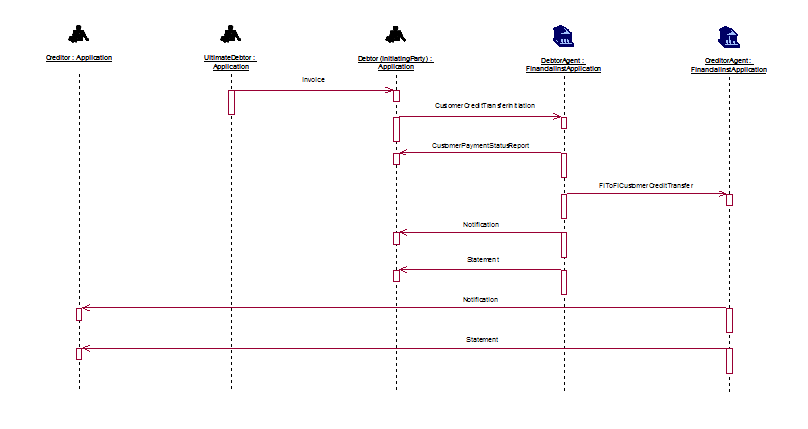 Creditor : Application
UltimateDebtor :
Application
Debtor (InitiatingParty) :
Application
DebtorAgent :
FinancialInstApplication
CreditorAgent :
FinancialInstApplication
Invoice
CustomerCreditTransferInitiation
CustomerPaymentStatusReport
FIToFICustomerCreditTransfer
Notification
Statement
Notification
Statement